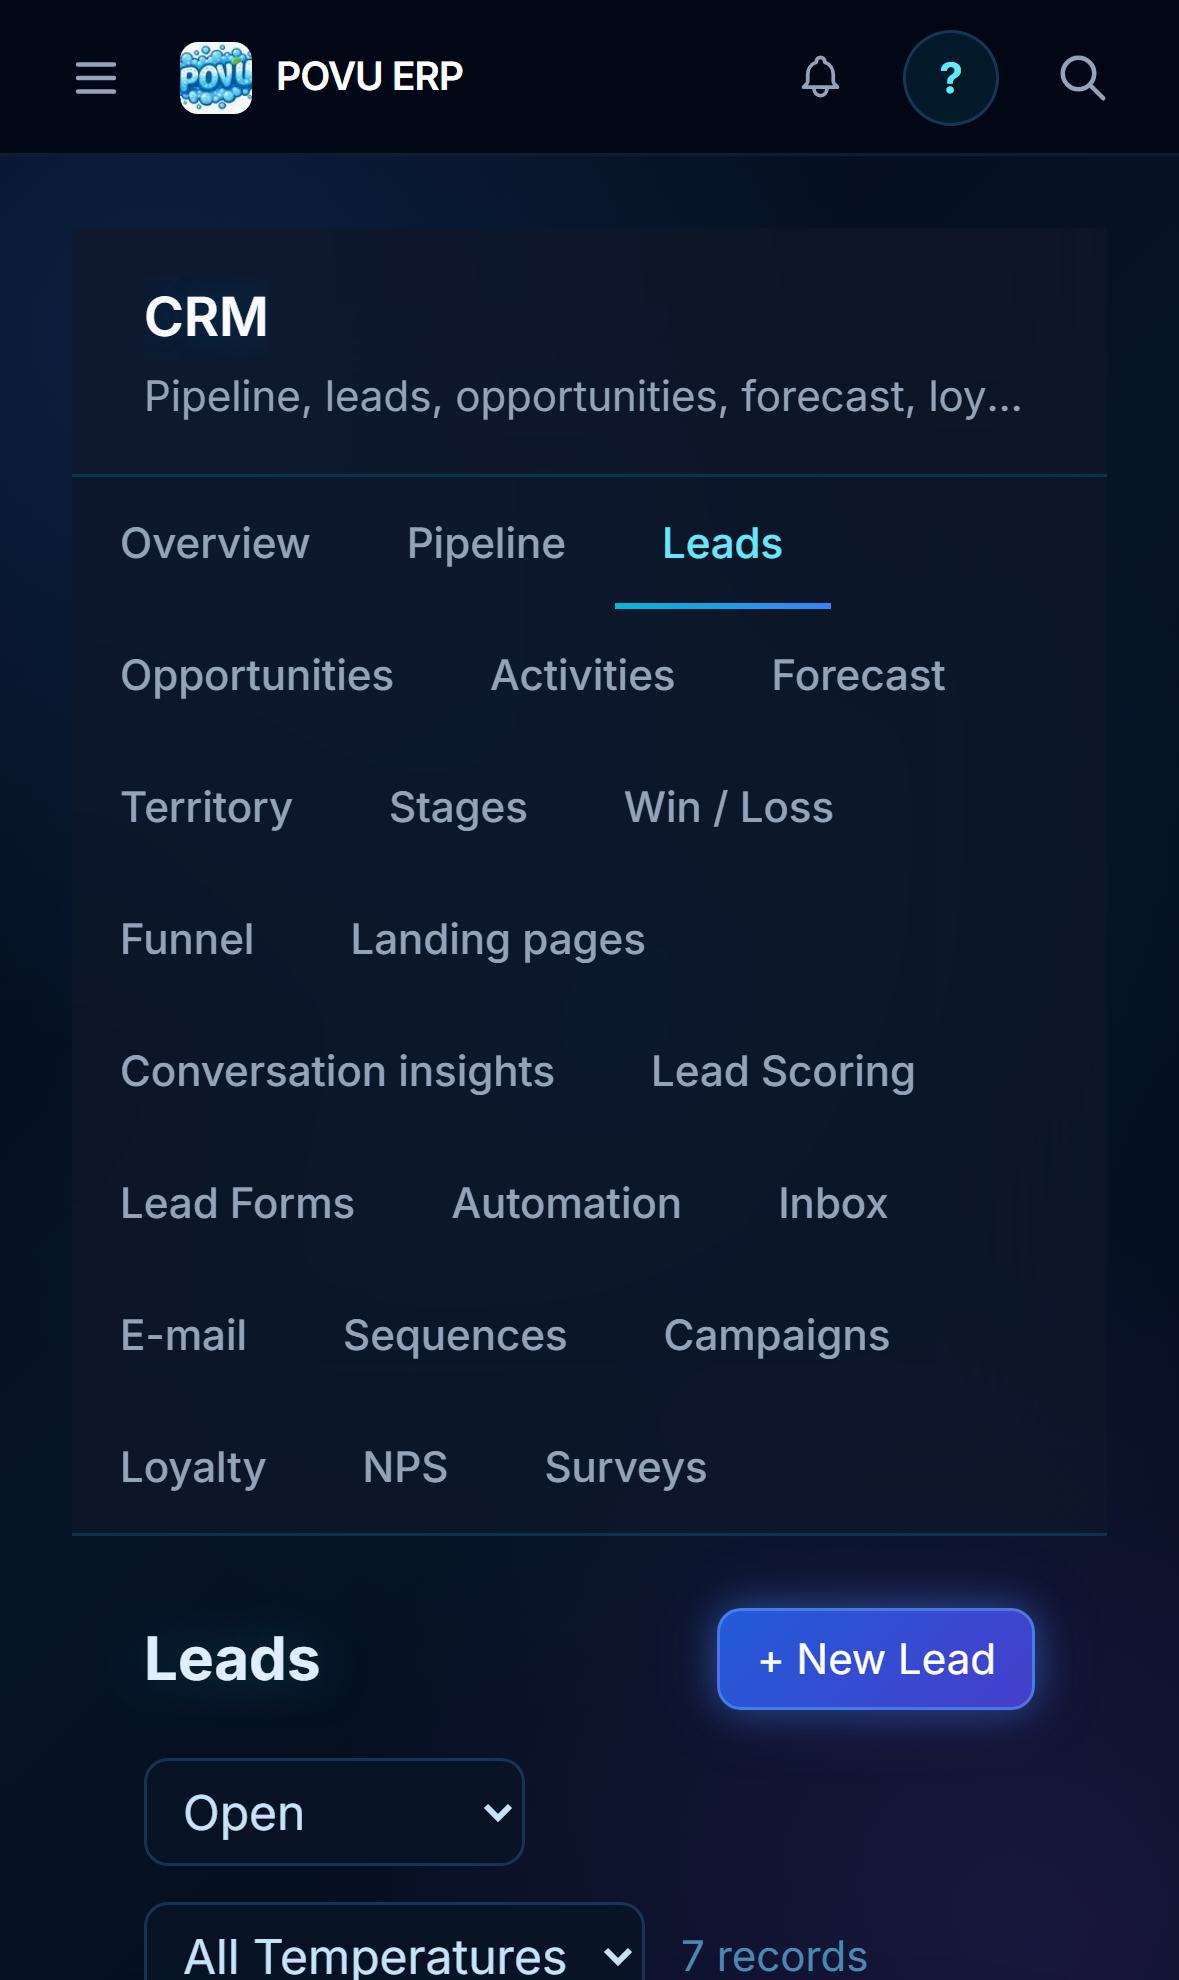 POVU
POVU ERP
?
CRM
Pipeline, leads, opportunities, forecast, loy...
Overview Pipeline Leads
Opportunities Activities Forecast
Territory Stages Win / Loss
Funnel Landing pages
Conversation insights Lead Scoring
Lead Forms Automation Inbox
E-mail Sequences Campaigns
Loyalty NPS Surveys
Leads + New Lead
Open
All Temperatures 7 records